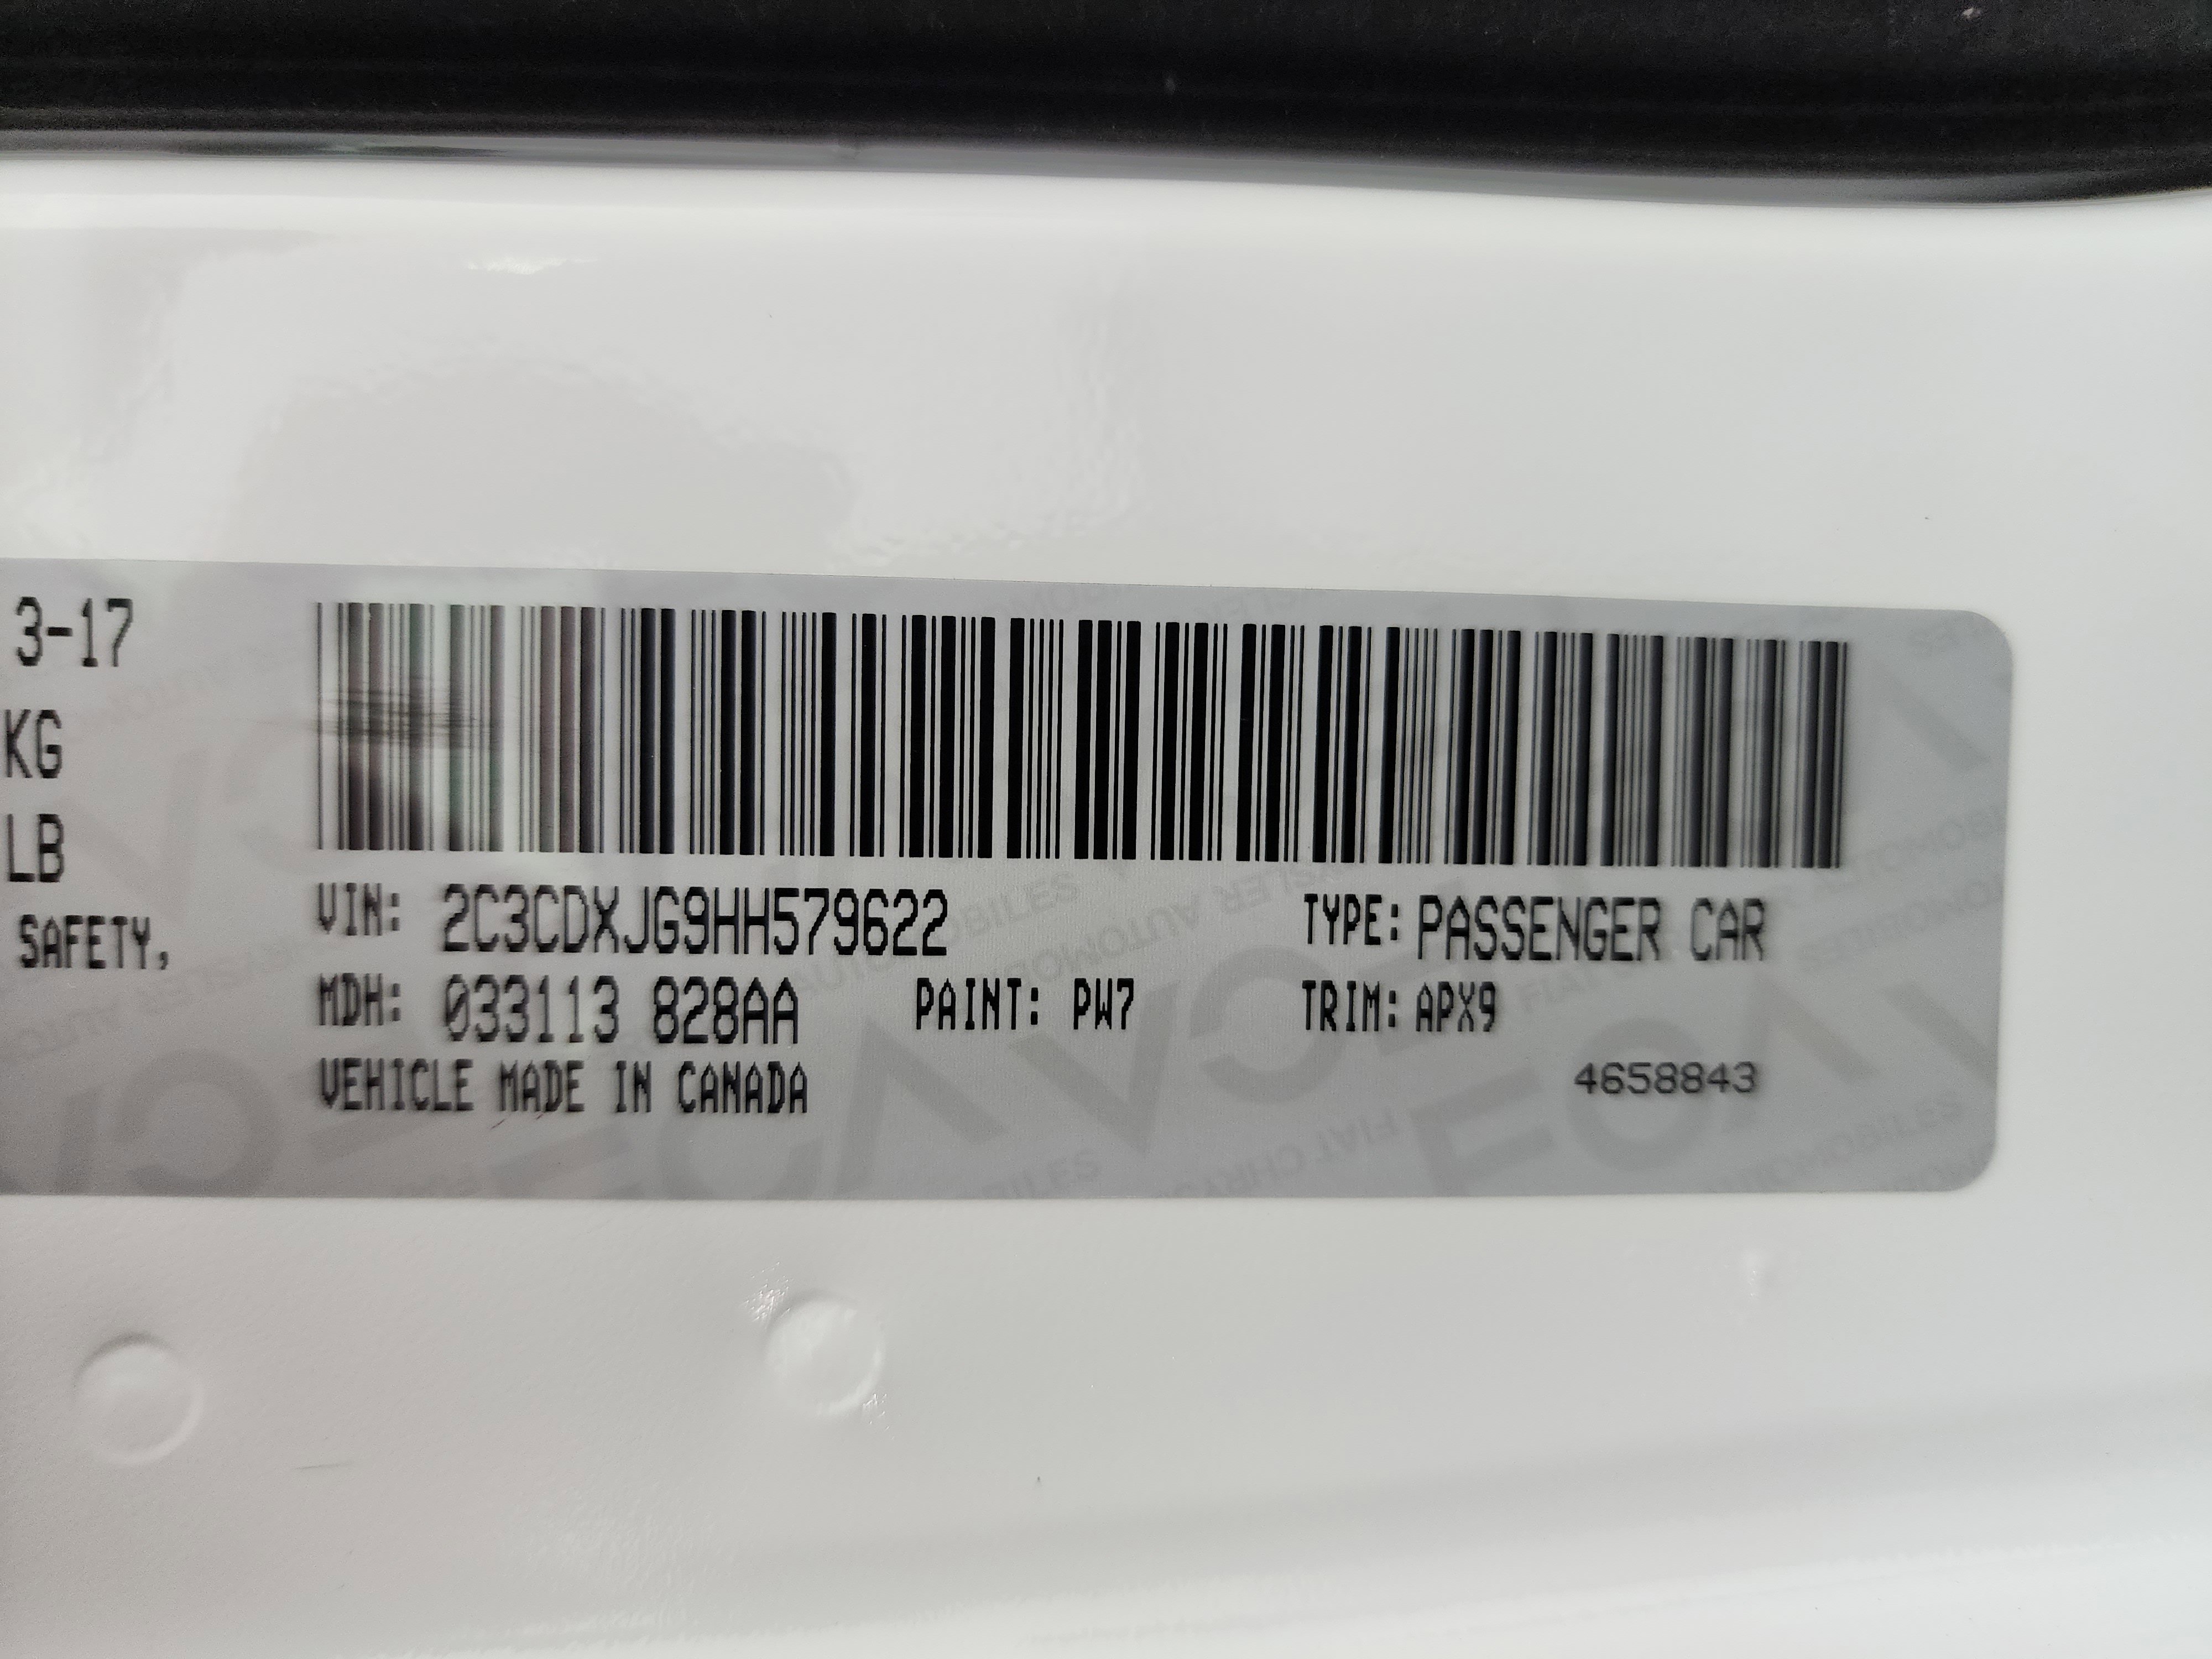 3-17
KG
LB
SAFETY,
VIN: 2C3CDXJG9HH579622
TYPE: PASSENGER CAR
MDH: 033113 828AA
PAINT: PW7
TRIM: APX9
VEHICLE MADE IN CANADA
4658843